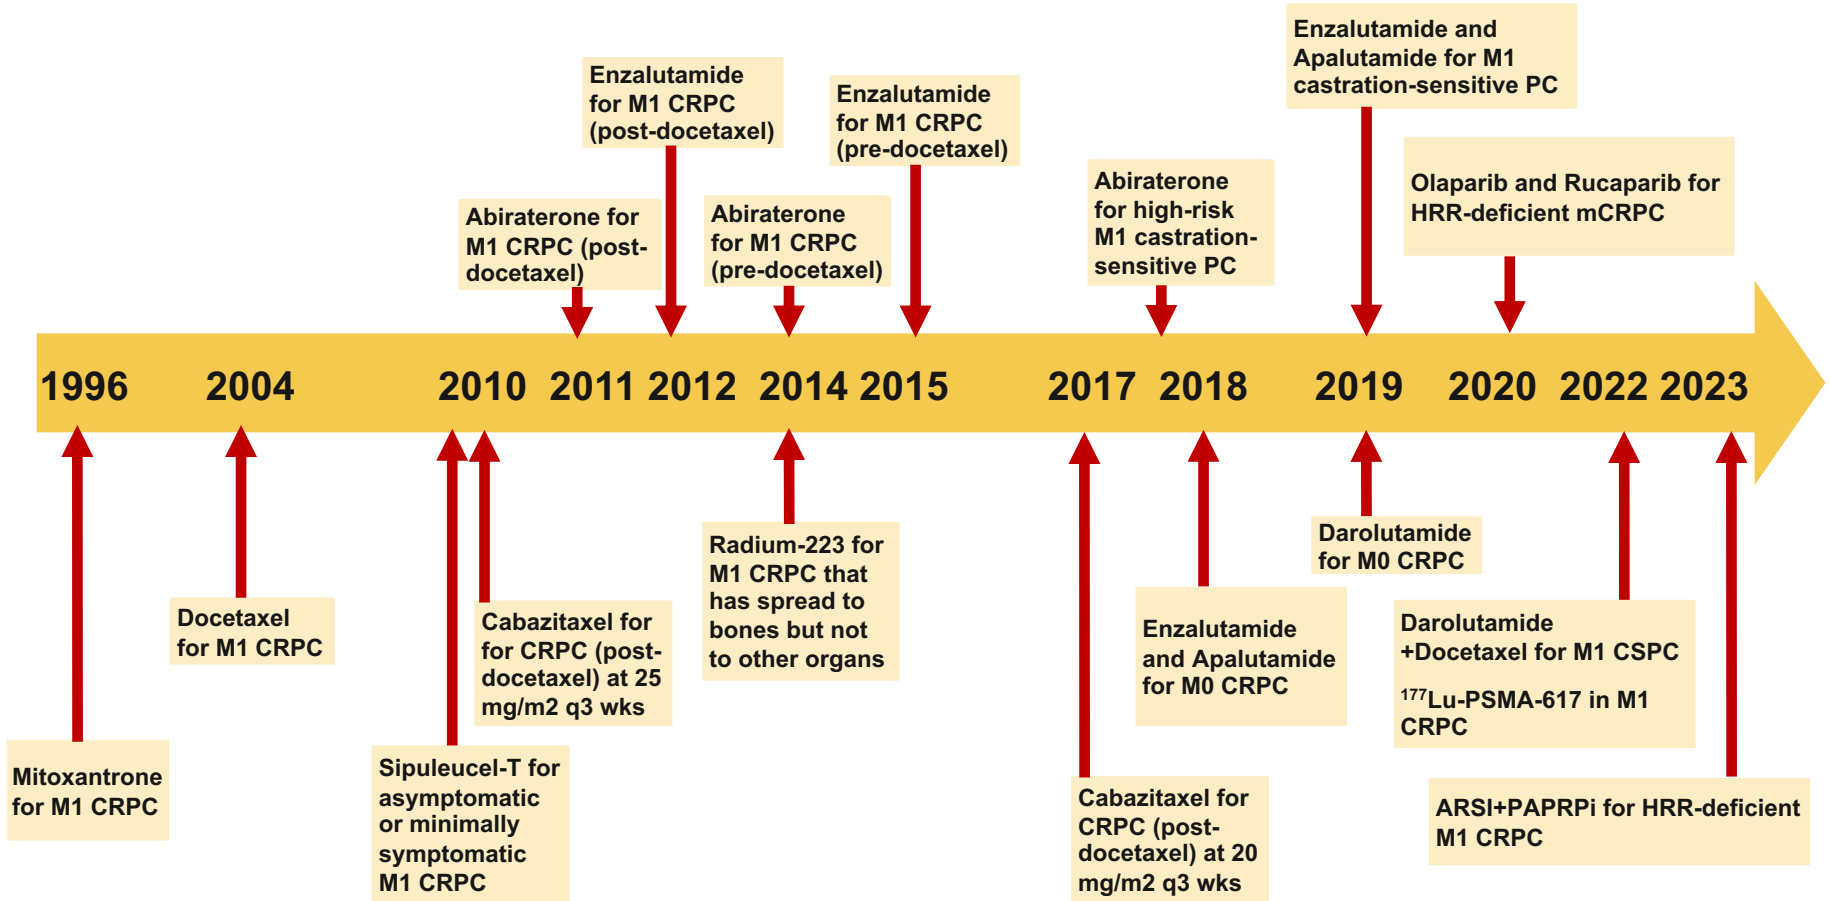 Enzalutamide and
Apalutamide for M1
castration-sensitive PC
Enzalutamide
for M1 CRPC
(post-docetaxel)
Enzalutamide
for M1 CRPC
(pre-docetaxel)
Olaparib and Rucaparib for
HRR-deficient mCRPC
Abiraterone
for high-risk
M1 castration-
sensitive PC
Abiraterone for
M1 CRPC (post-
docetaxel)
Abiraterone
for M1 CRPC
(pre-docetaxel)
1996 2004 2010 2011 2012 2014 2015 2017 2018 2019 2020 2022 2023
Mitoxantrone
for M1 CRPC
Docetaxel
for M1 CRPC
Sipuleucel-T for
asymptomatic
or minimally
symptomatic
M1 CRPC
Cabazitaxel for
for CRPC (post-
docetaxel) at 25
mg/m2 q3 wks
Radium-223 for
M1 CRPC that
has spread to
bones but not
to other organs
Cabazitaxel for
CRPC (post-
docetaxel) at 20
mg/m2 q3 wks
Enzalutamide
and Apalutamide
for M0 CRPC
Darolutamide
for M0 CRPC
Darolutamide
+Docetaxel for M1 CSPC
¹⁷⁷Lu-PSMA-617 in M1
CRPC
ARSI+PAPRPi for HRR-deficient
M1 CRPC